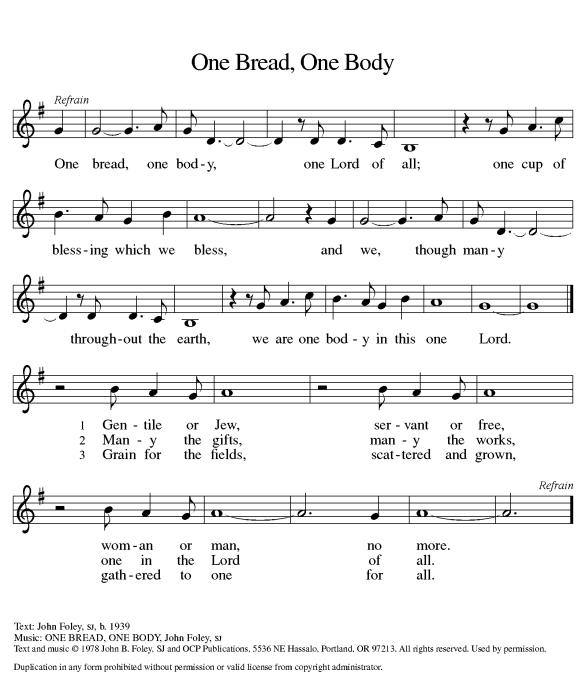 One Bread, One Body
Refrain
One bread, one bod-y, one Lord of all; one cup of
bless-ing which we bless, and we, though man-y
through-out the earth, we are one bod-y in this one Lord.
1 Gen-tile or Jew, ser-vant or free,
2 Man-y the gifts, man-y the works,
3 Grain for the fields, scat-tered and grown,
Refrain
wom-an or man, no more.
one in the Lord of all.
gath-ered to one for all.
Text: John Foley, SJ, b. 1939
Music: ONE BREAD, ONE BODY, John Foley, SJ
Text and music © 1978 John B. Foley, SJ and OCP Publications, 5536 NE Hassalo, Portland, OR 97213. All rights reserved. Used by permission.
Duplication in any form prohibited without permission or valid license from copyright administrator.